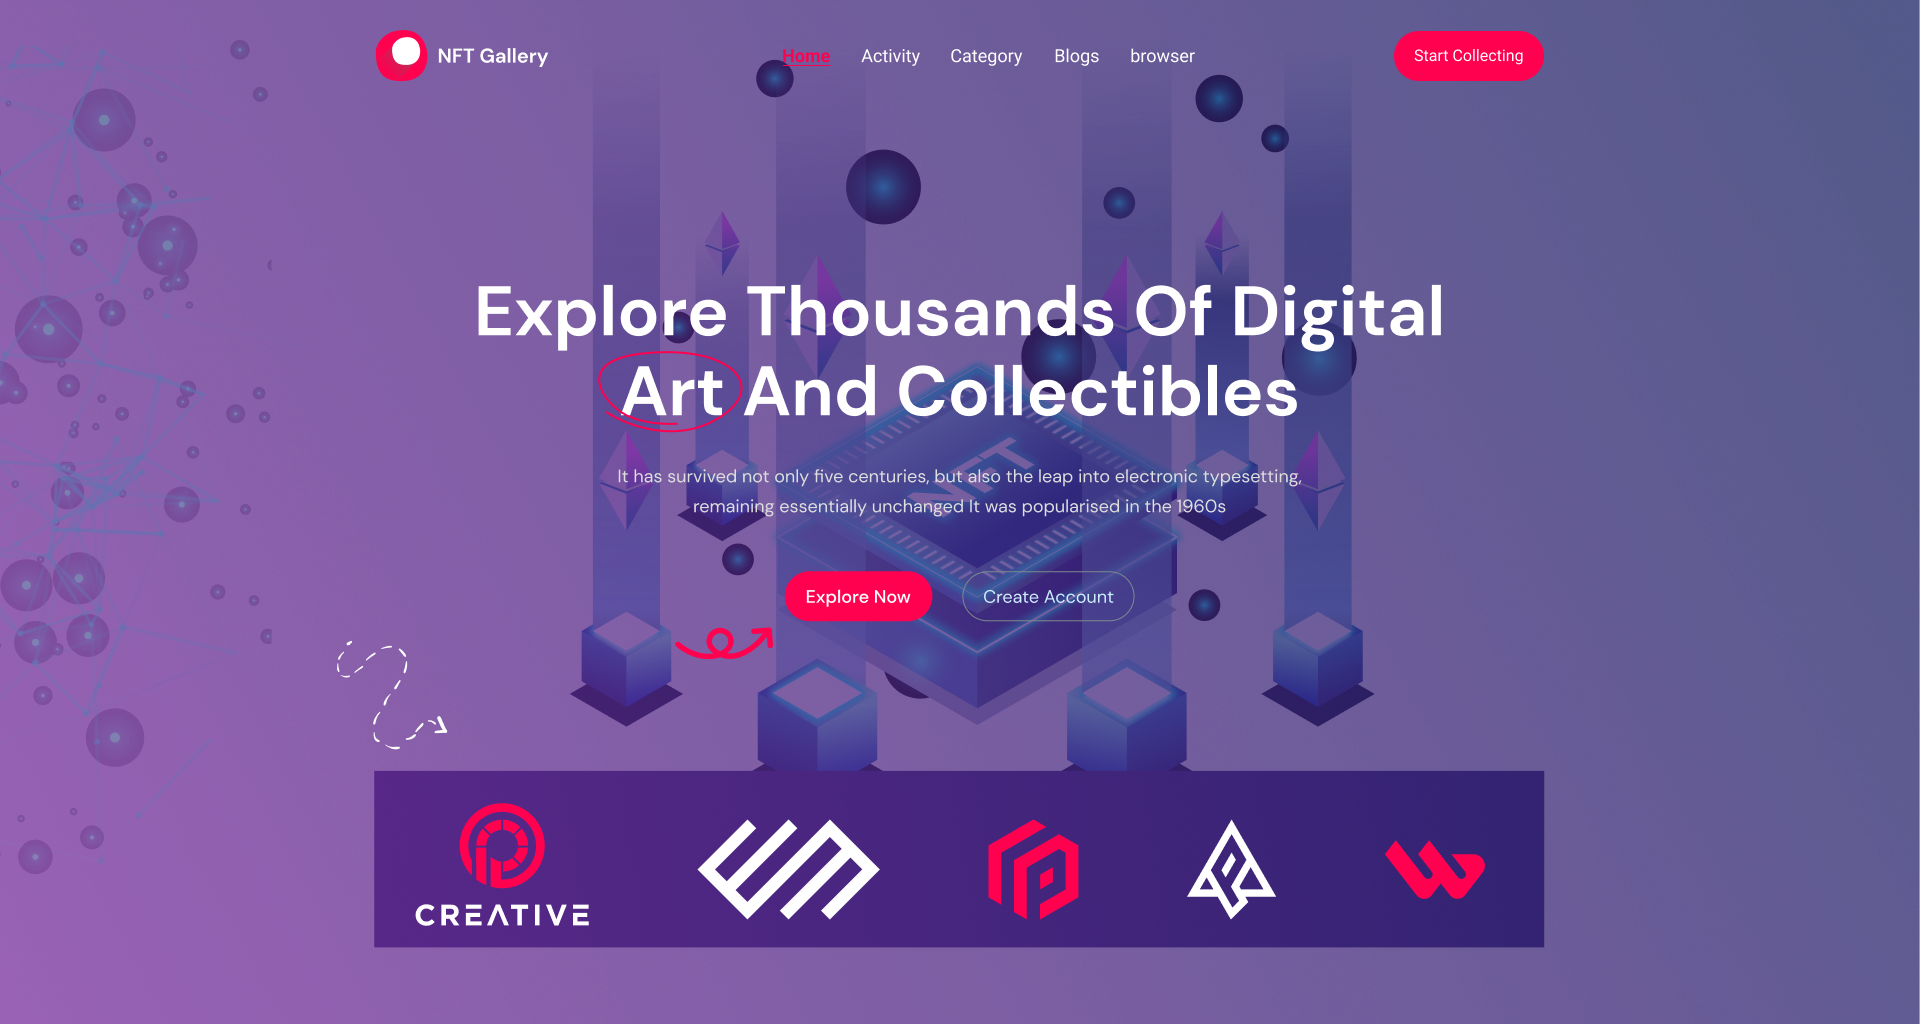 NFT Gallery
Home
Activity
Category
Blogs
browser
Start Collecting
Explore Thousands Of Digital
Art And Collectibles
NFT
It has survived not only five centuries, but also the leap into electronic typesetting,
remaining essentially unchanged It was popularised in the 1960s
Explore Now
Create Account
CREATIVE